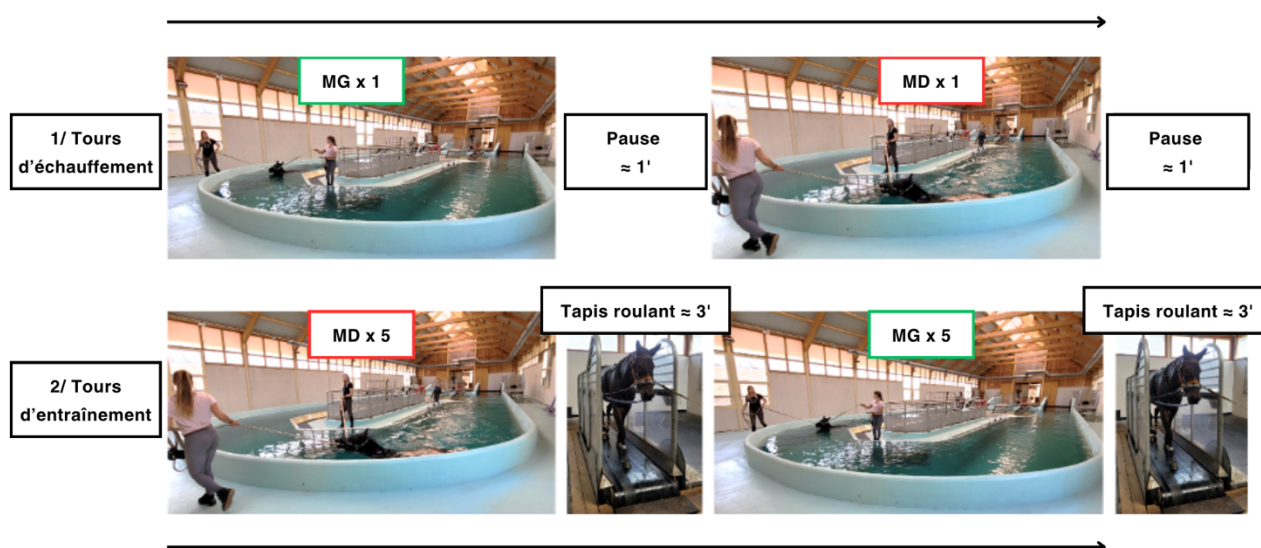 MG x 1
MD x 1
1/ Tours
d'échauffement
Pause
≈ 1'
Pause
≈ 1'
Tapis roulant ≈ 3'
Tapis roulant ≈ 3'
MD x 5
MG x 5
2/ Tours
d'entraînement